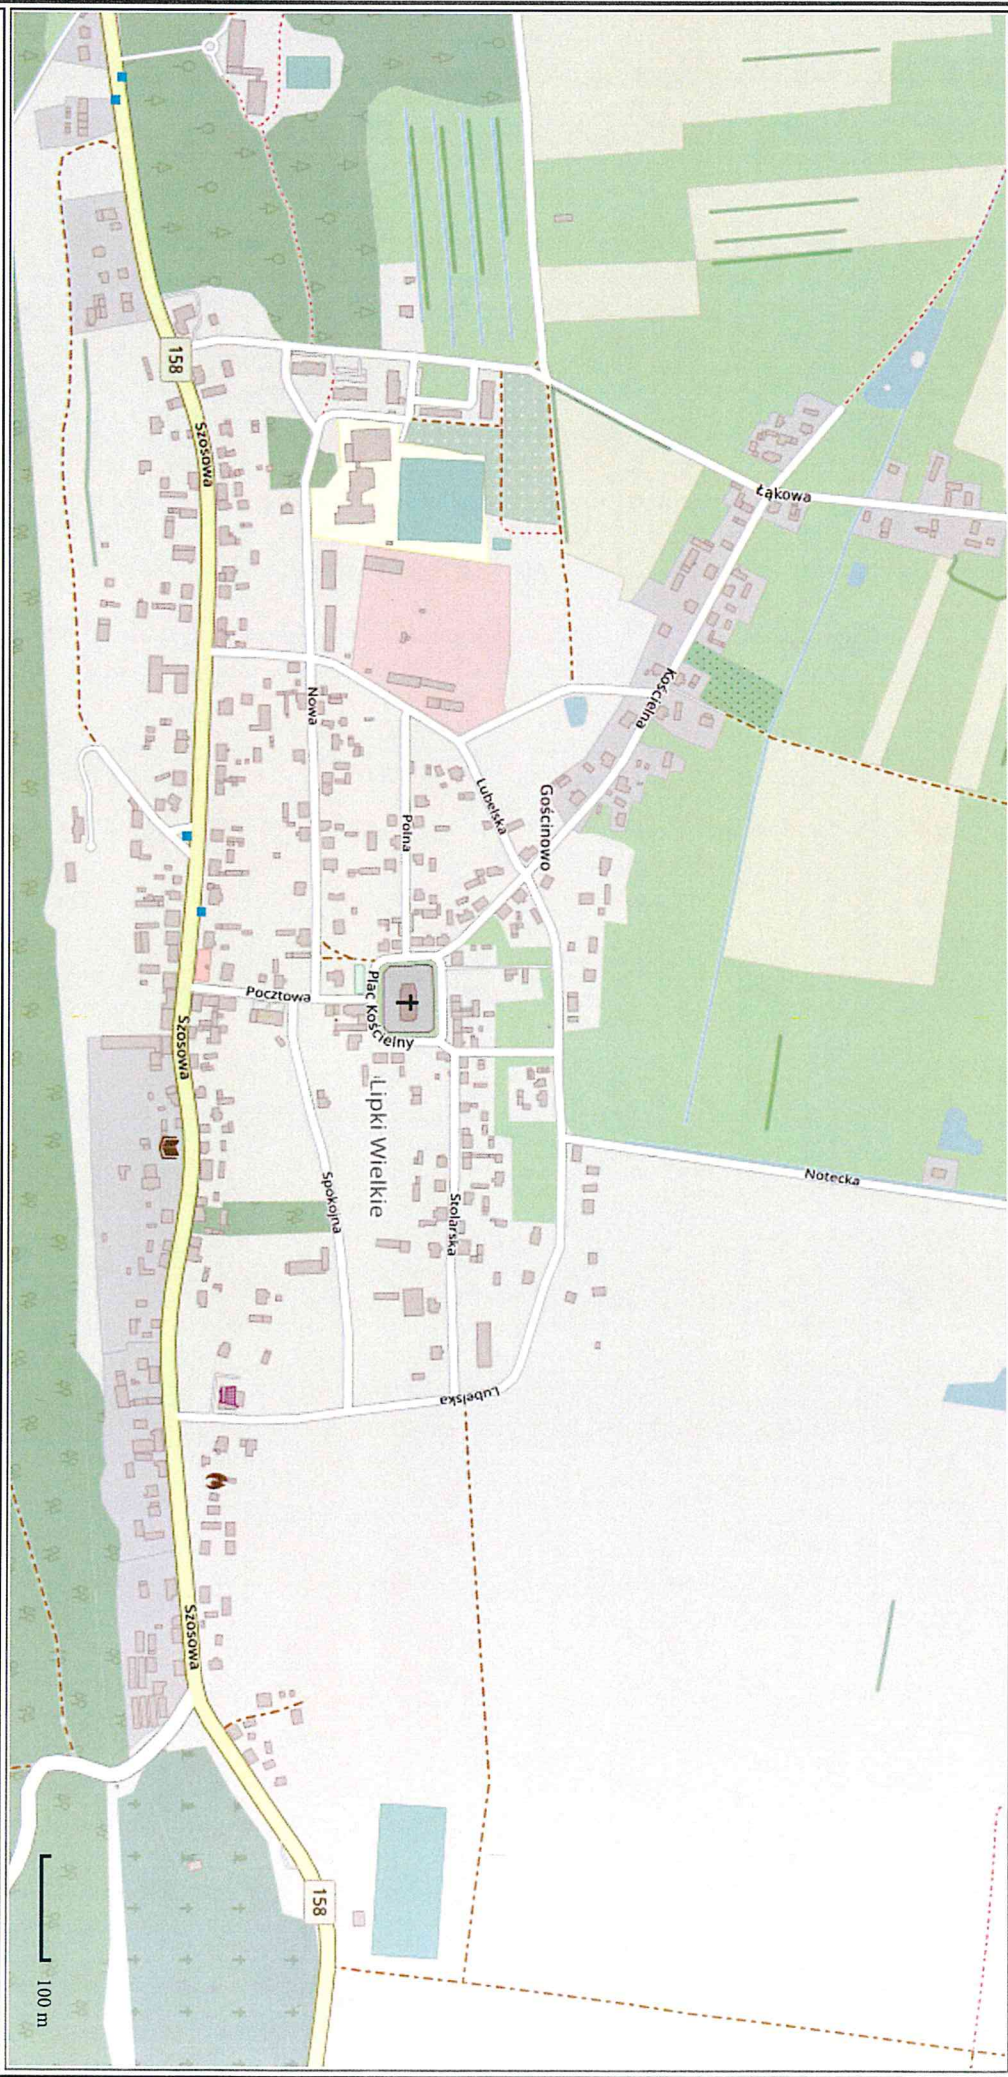 158
Szosowa
Łąkowa
Kościelna
Nowa
Polna
Lubelska
Gościnowo
Pocztowa
Plac Kościelny
Szosowa
Lipki Wielkie
Spokojna
Stolarska
Notecka
Lubelska
Szosowa
158
100 m